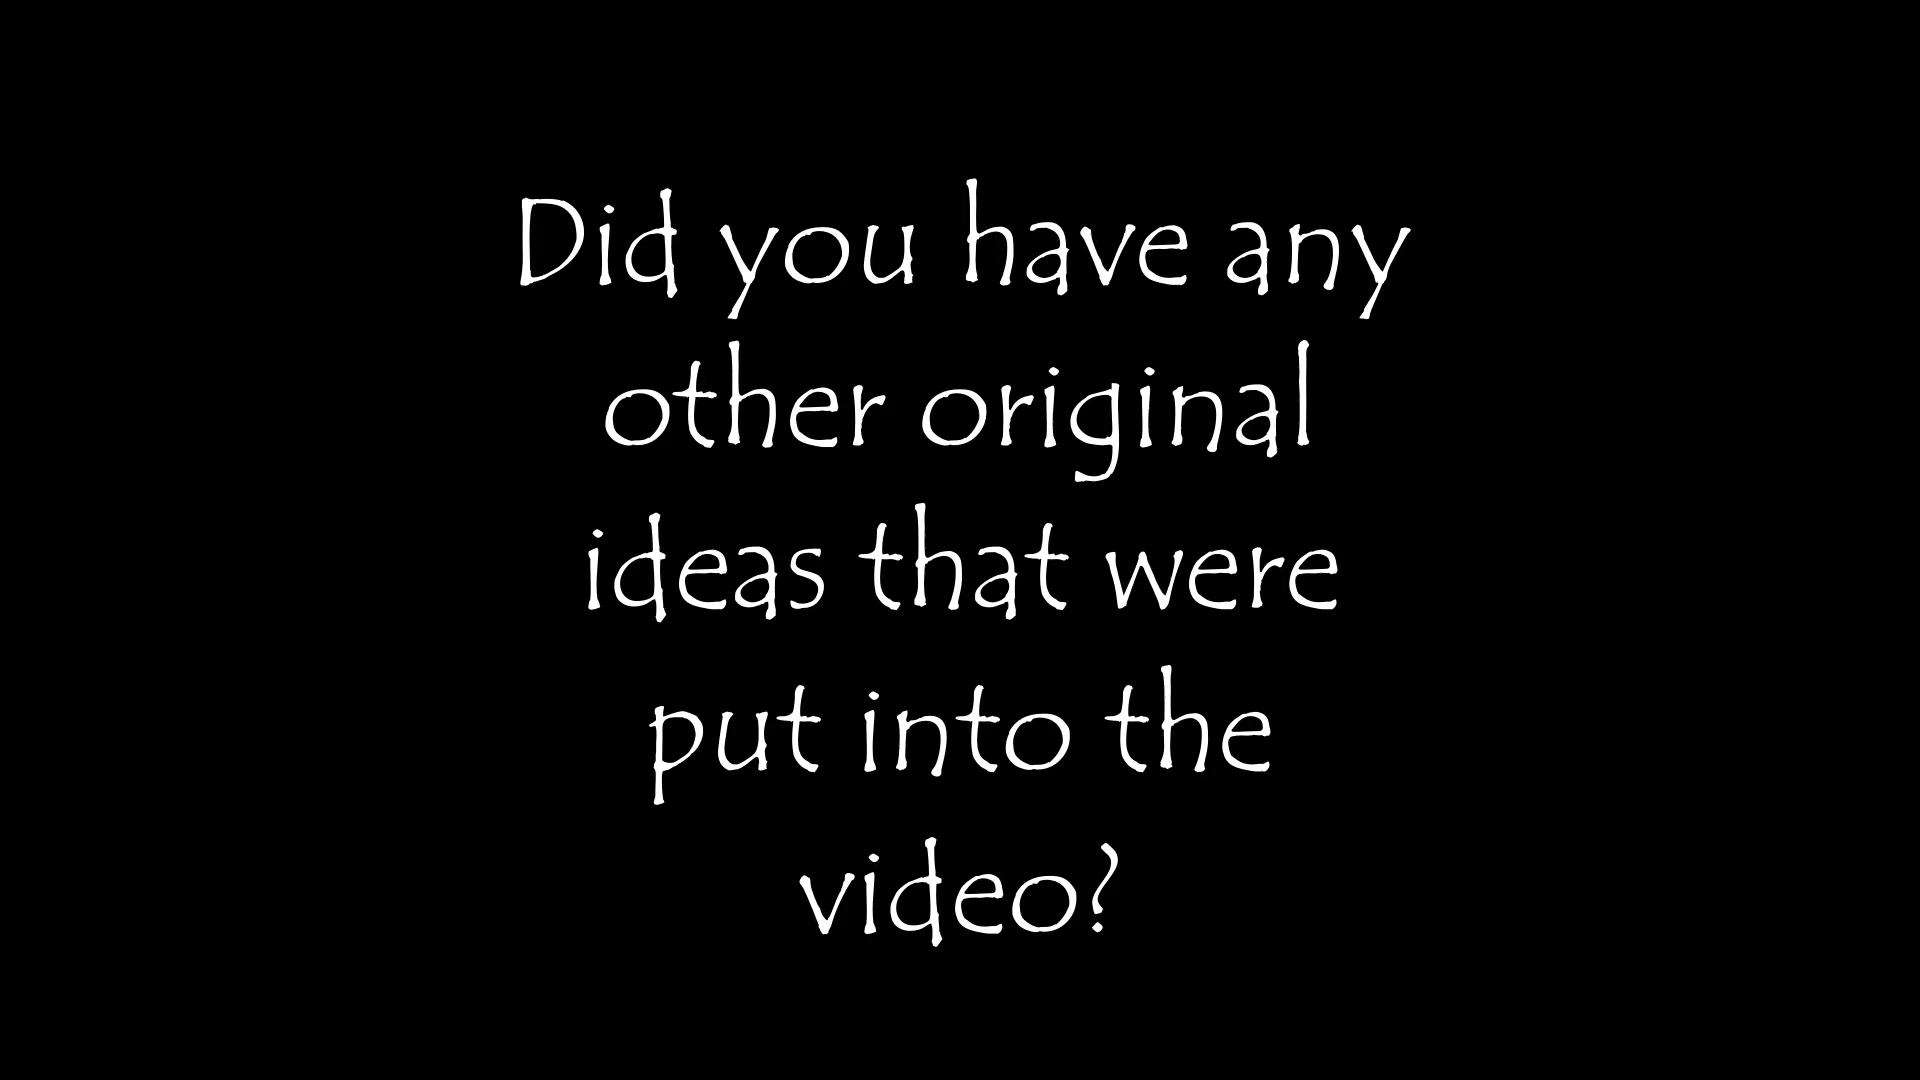 Did you have any
other original
ideas that were
put into the
video?